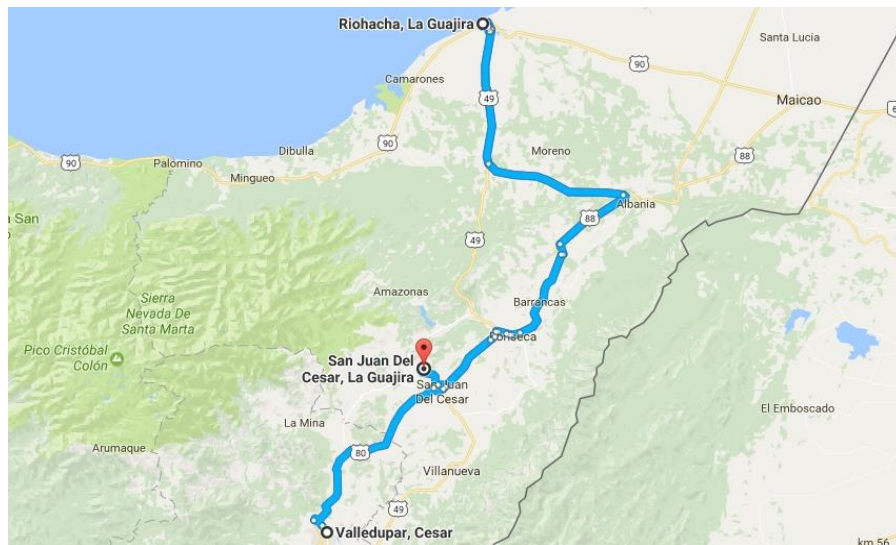 Riohacha, La Guajira
Santa Lucia
90
Camarones
Maicao
49
Moreno
90
88
Dibulla
90
Palomino
Mingueo
Albania
88
49
Amazonas
Sierra
Nevada De
Santa Marta
Barrancas
Fonseca
Pico Cristóbal
Colón
San Juan Del
Cesar, La Guajira
San Juan
Del Cesar
La Mina
El Emboscado
Arumaque
80
Villanueva
49
Valledupar, Cesar
km 56